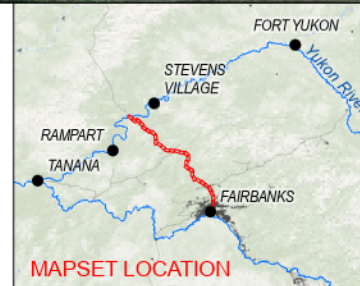 FORT YUKON
Yukon River
STEVENS
VILLAGE
RAMPART
TANANA
FAIRBANKS
MAPSET LOCATION